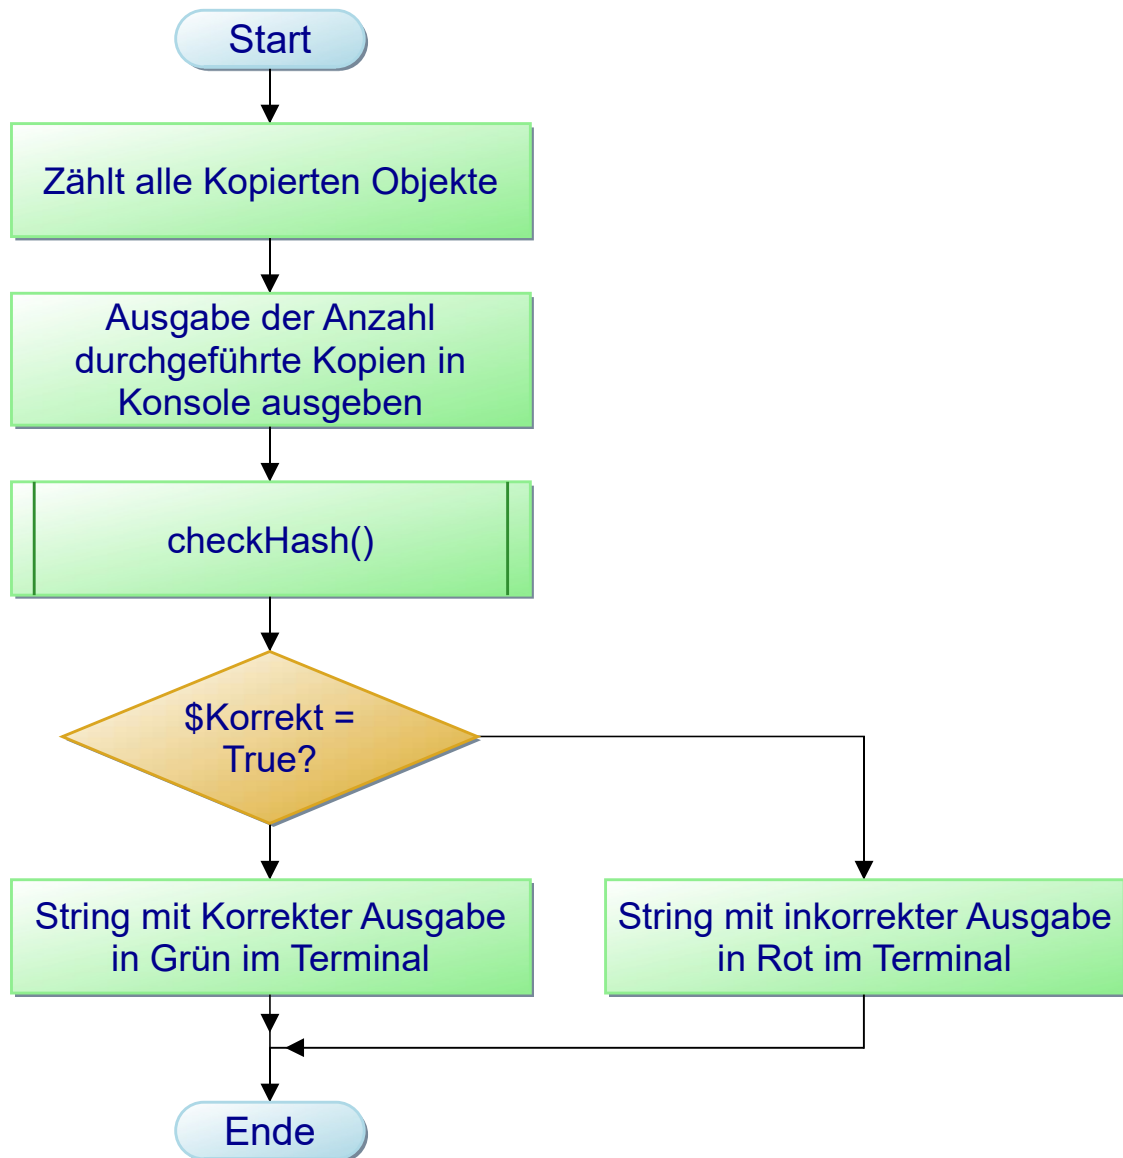 Start
Zählt alle Kopierten Objekte
Ausgabe der Anzahl
durchgeführte Kopien in
Konsole ausgeben
checkHash()
$Korrekt =
True?
String mit Korrekter Ausgabe
in Grün im Terminal
String mit inkorrekter Ausgabe
in Rot im Terminal
Ende